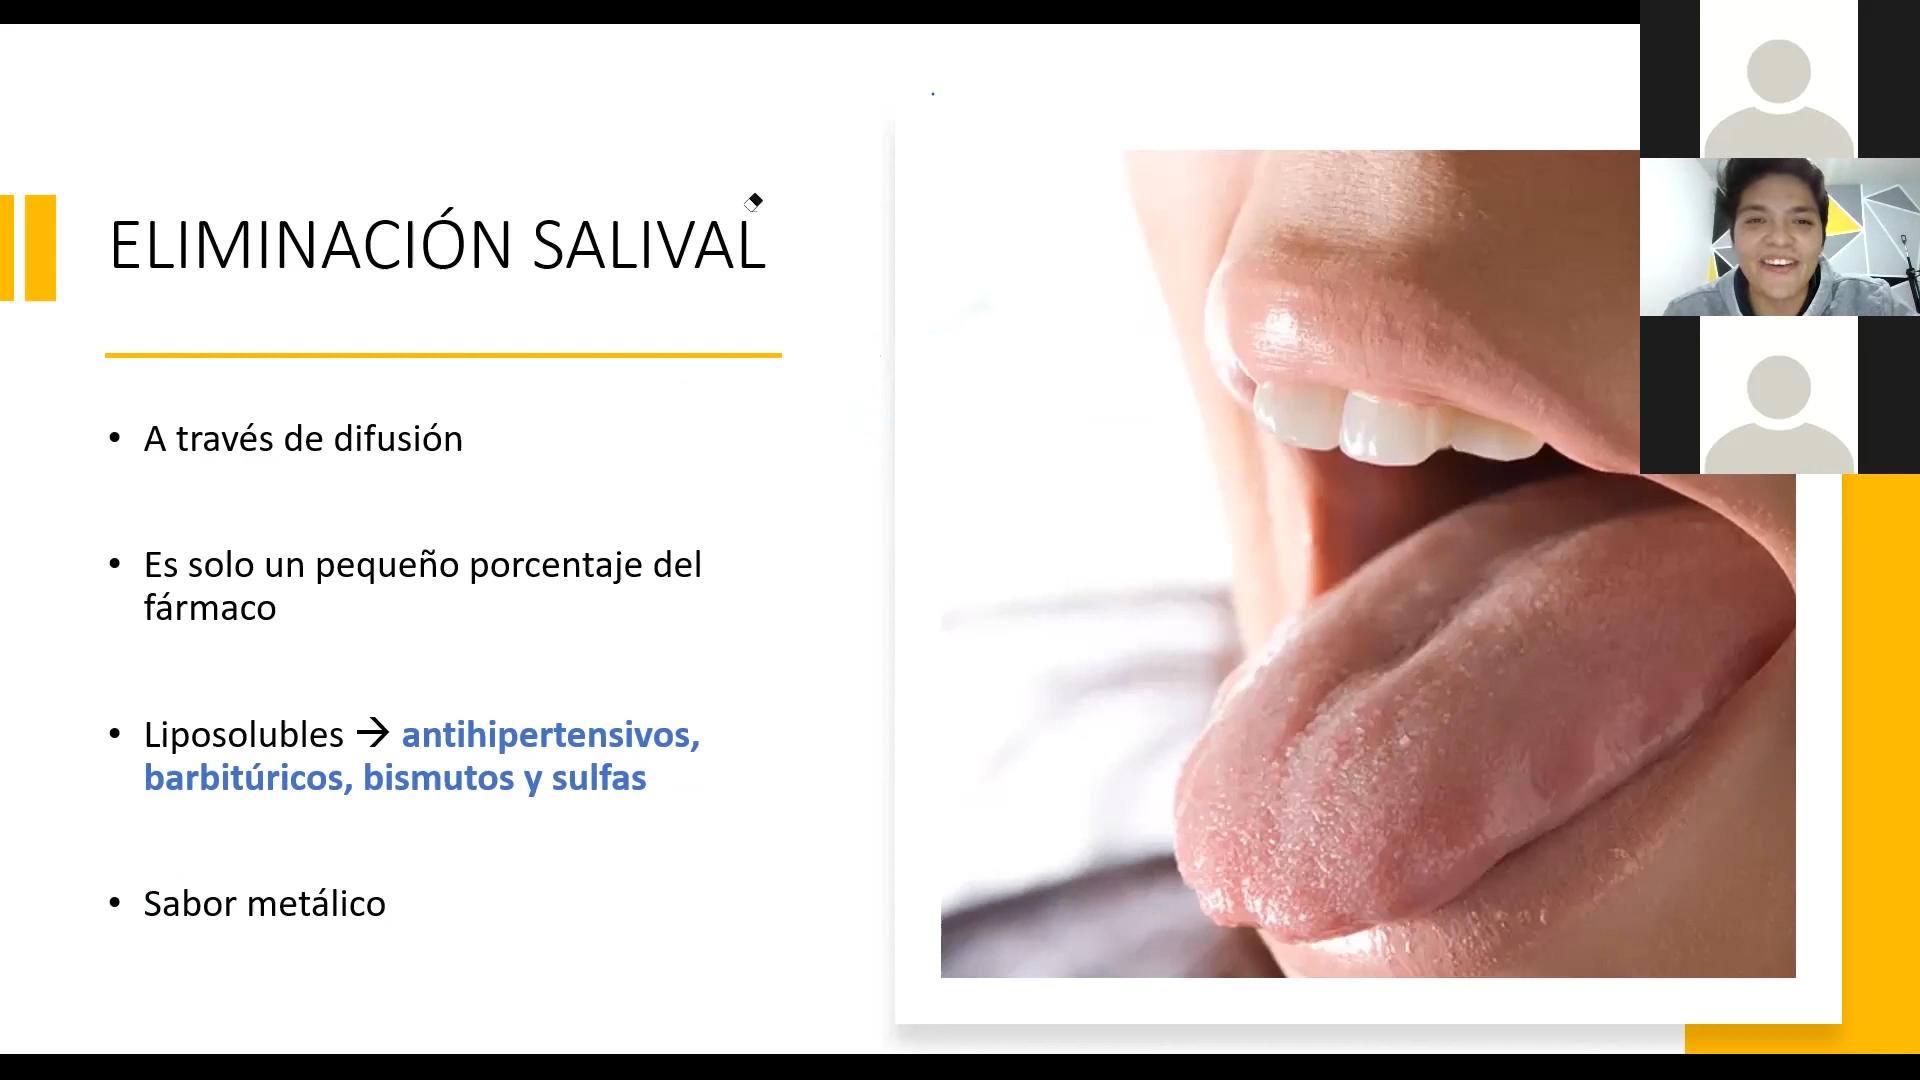 ELIMINACIÓN SALIVAL
• A través de difusión
• Es solo un pequeño porcentaje del
fármaco
• Liposolubles → antihipertensivos,
barbitúricos, bismutos y sulfas
• Sabor metálico